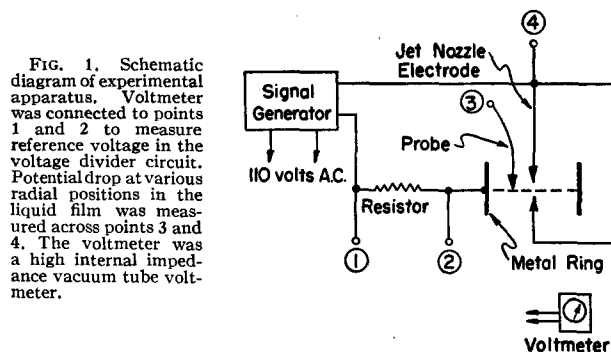 FIG. 1. Schematic
diagram of experimental
apparatus. Voltmeter
was connected to points
1 and 2 to measure
reference voltage in the
voltage divider circuit.
Potential drop at various
radial positions in the
liquid film was meas-
ured across points 3 and
4. The voltmeter was
a high internal imped-
ance vacuum tube volt-
meter.
4
Jet Nozzle
Electrode
Signal
Generator
3
Probe
110 volts A.C.
Resistor
1
2
Metal Ring
Voltmeter